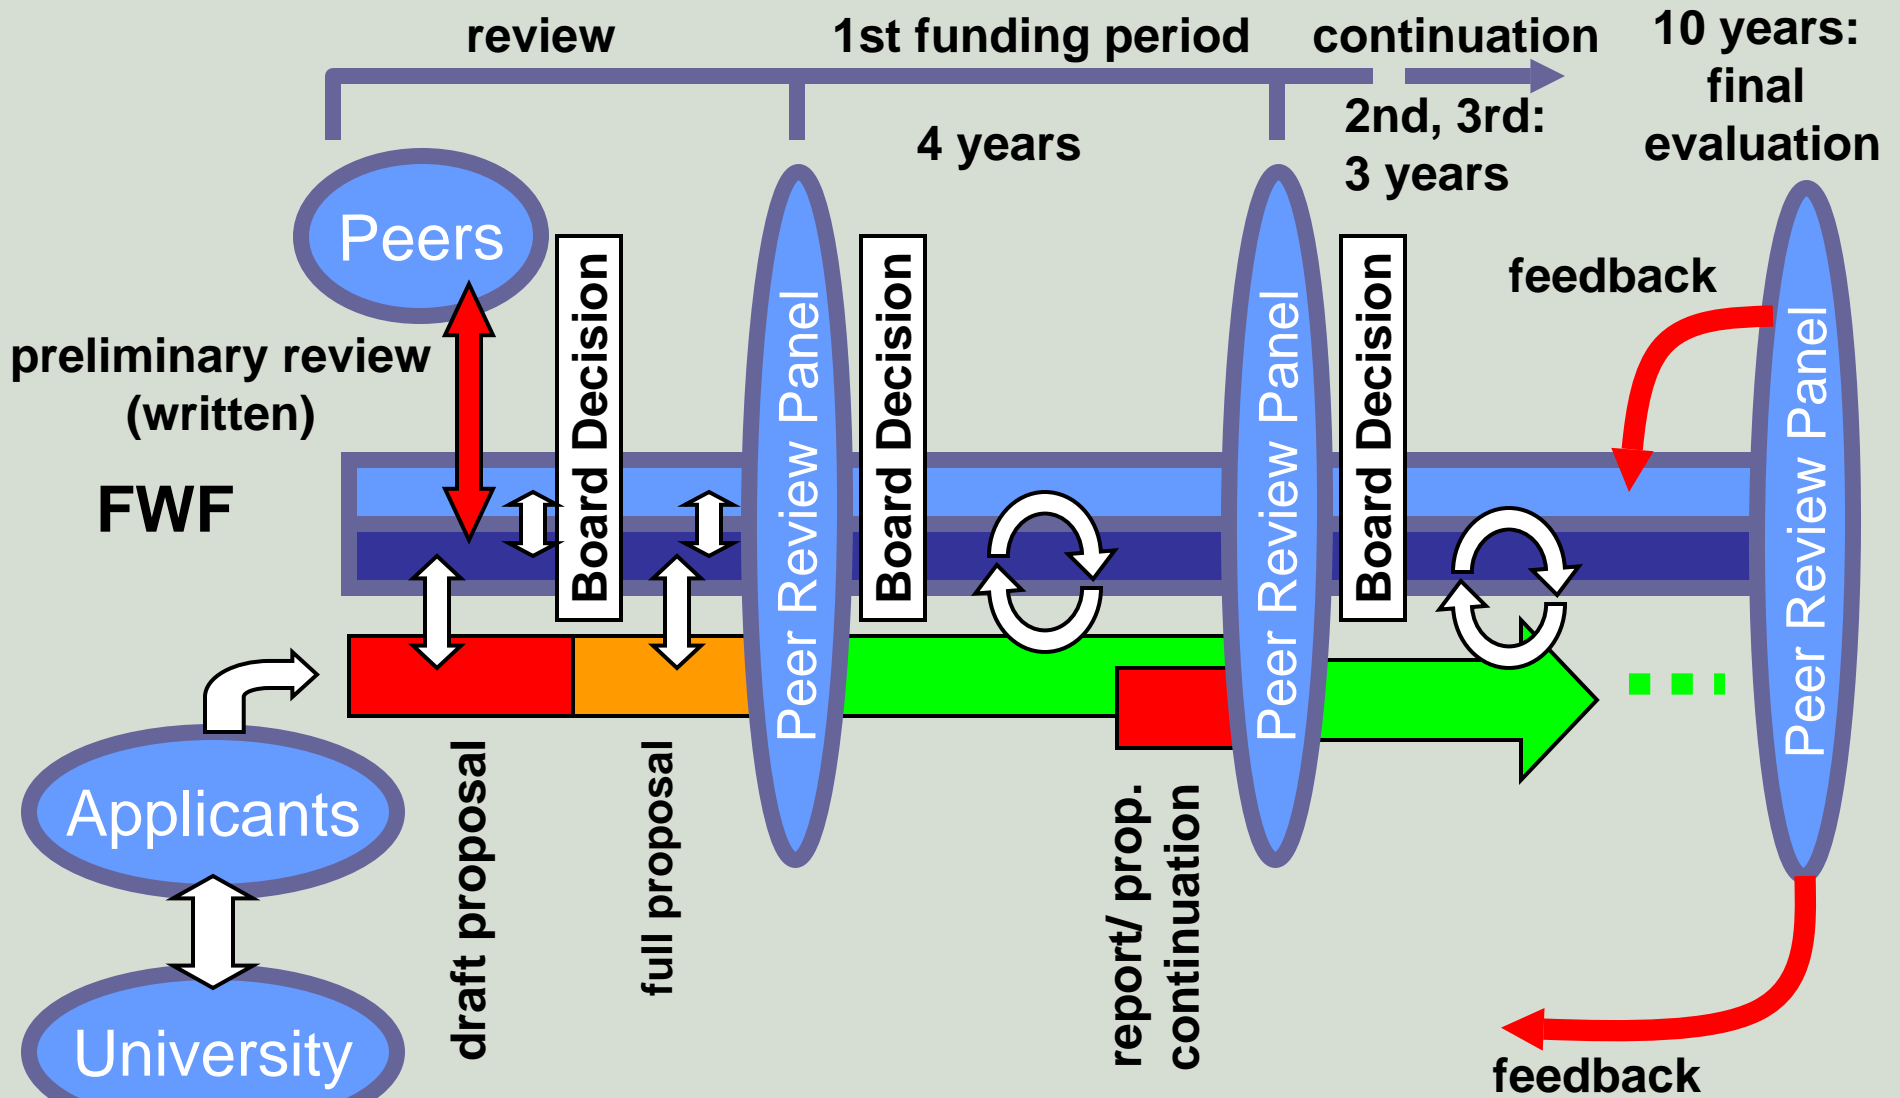 review
1st funding period
continuation
10 years:
final
evaluation
4 years
2nd, 3rd:
3 years
Peers
Board Decision
Peer Review Panel
Board Decision
Peer Review Panel
Board Decision
feedback
Peer Review Panel
preliminary review
(written)
FWF
Applicants
University
draft proposal
full proposal
report/ prop.
continuation
feedback